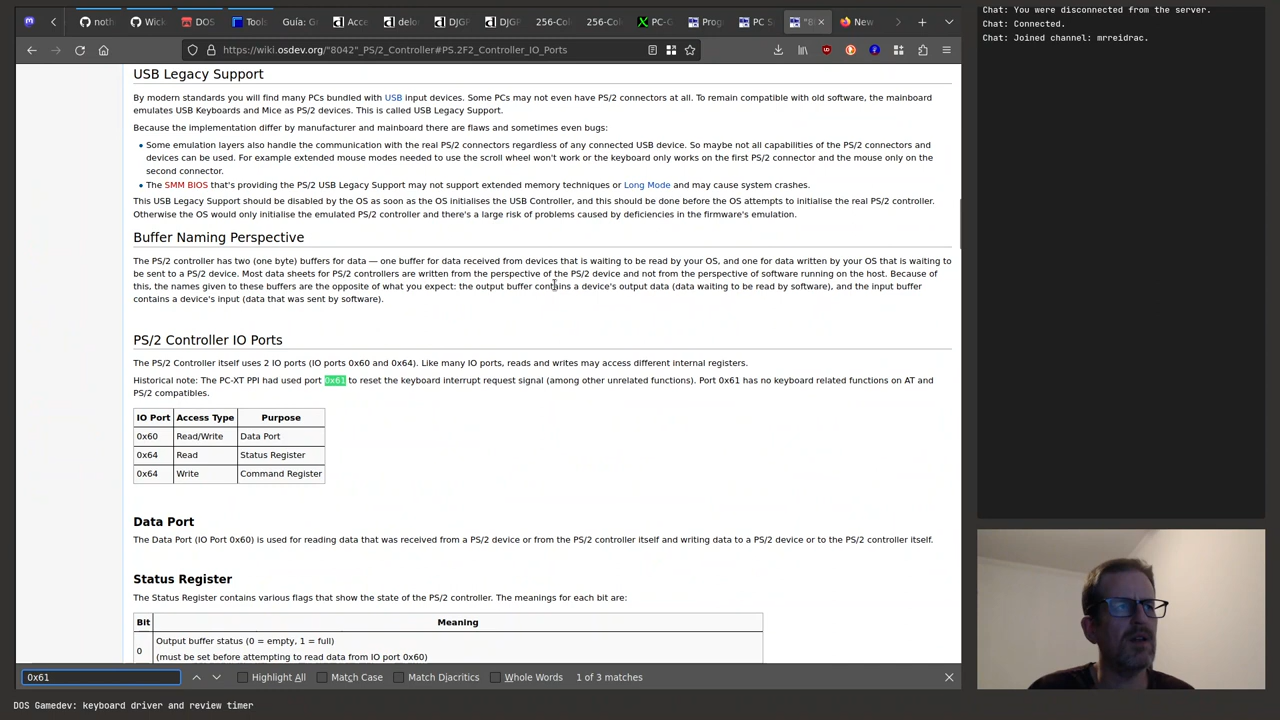 noth
Wick
DOS
Tools
Guía: Gr
Acce
delor
DJGP
DJGP
256-Col
256-Col
PC-G
Prog
PC S
"8
New
https://wiki.osdev.org/"8042"_PS/2_Controller#PS.2F2_Controller_IO_Ports
USB Legacy Support
By modern standards you will find many PCs bundled with USB input devices. Some PCs may not even have PS/2 connectors at all. To remain compatible with old software, the mainboard
emulates USB Keyboards and Mice as PS/2 devices. This is called USB Legacy Support.
Because the implementation differ by manufacturer and mainboard there are flaws and sometimes even bugs:
• Some emulation layers also handle the communication with the real PS/2 connectors regardless of any connected USB device. So maybe not all capabilities of the PS/2 connectors and
devices can be used. For example extended mouse modes needed to use the scroll wheel won't work or the keyboard only works on the first PS/2 connector and the mouse only on the
second connector.
• The SMM BIOS that's providing the PS/2 USB Legacy Support may not support extended memory techniques or Long Mode and may cause system crashes.
This USB Legacy Support should be disabled by the OS as soon as the OS initialises the USB Controller, and this should be done before the OS attempts to initialise the real PS/2 controller.
Otherwise the OS would only initialise the emulated PS/2 controller and there's a large risk of problems caused by deficiencies in the firmware's emulation.
Buffer Naming Perspective
The PS/2 controller has two (one byte) buffers for data — one buffer for data received from devices that is waiting to be read by your OS, and one for data written by your OS that is waiting to
be sent to a PS/2 device. Most data sheets for PS/2 controllers are written from the perspective of the PS/2 device and not from the perspective of software running on the host. Because of
this, the names given to these buffers are the opposite of what you expect: the output buffer contains a device's output data (data waiting to be read by software), and the input buffer
contains a device's input (data that was sent by software).
PS/2 Controller IO Ports
The PS/2 Controller itself uses 2 IO ports (IO ports 0x60 and 0x64). Like many IO ports, reads and writes may access different internal registers.
Historical note: The PC-XT PPI had used port 0x61 to reset the keyboard interrupt request signal (among other unrelated functions). Port 0x61 has no keyboard related functions on AT and
PS/2 compatibles.
IO Port Access Type Purpose
0x60 Read/Write Data Port
0x64 Read Status Register
0x64 Write Command Register
Data Port
The Data Port (IO Port 0x60) is used for reading data that was received from a PS/2 device or from the PS/2 controller itself and writing data to a PS/2 device or to the PS/2 controller itself.
Status Register
The Status Register contains various flags that show the state of the PS/2 controller. The meanings for each bit are:
Bit Meaning
0 Output buffer status (0 = empty, 1 = full)
(must be set before attempting to read data from IO port 0x60)
0x61
Highlight All
Match Case
Match Diacritics
Whole Words
1 of 3 matches
Chat: You were disconnected from the server.
Chat: Connected.
Chat: Joined channel: mrreidrac.
DOS Gamedev: keyboard driver and review timer